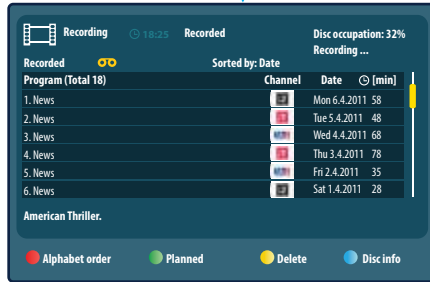 Recording 18:25 Recorded Disc occupation: 32%
Recording ...
Recorded Sorted by: Date
Program (Total 18) Channel Date [min]
1. News Mon 6.4.2011 58
2. News Tue 5.4.2011 48
3. News Wed 4.4.2011 68
4. News Thu 3.4.2011 78
5. News Fri 2.4.2011 35
6. News Sat 1.4.2011 28
American Thriller.
Alphabet order Planned Delete Disc info